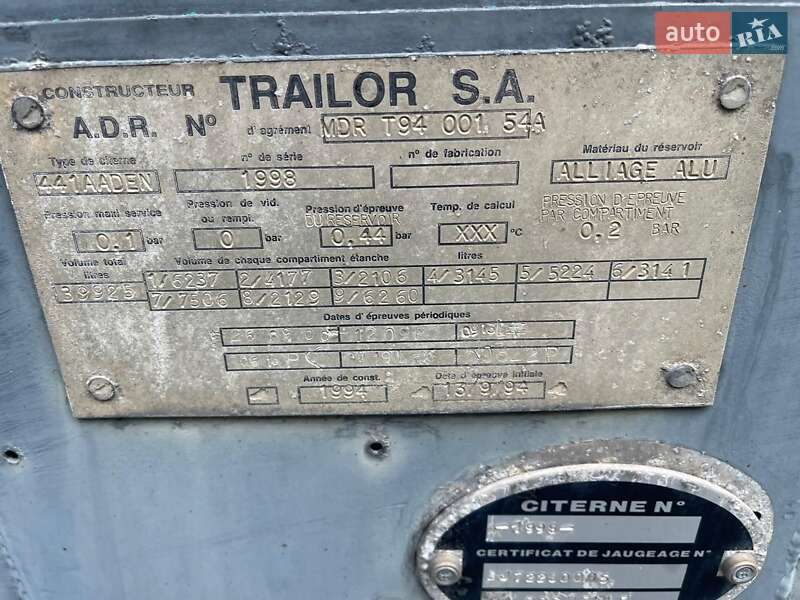 auto RIA
CONSTRUCTEUR TRAILOR S.A.
A.D.R. N° d'agrément MDR T94 001 54A
Type de citerne n° de série n° de fabrication Matériau du réservoir
441AADEN 1998 ALLIAGE ALU
Pression maxi service Pression de vid. ou rempl. Pression d'épreuve DU RESERVOIR Temp. de calcul PRESSION D'EPREUVE PAR COMPARTIMENT
0.1 bar 0 bar 0,44 bar XXX °C 0.2 BAR
Volume total litres Volume de chaque compartiment étanche litres
39925 1/6237 2/4177 3/2106 4/3145 5/5224 6/3141
7/7506 8/2129 9/6260
Dates d'épreuves périodiques
Année de const. Date d'épreuve initiale
1994 13/9/94
CITERNE N°
CERTIFICAT DE JAUGEAGE N°